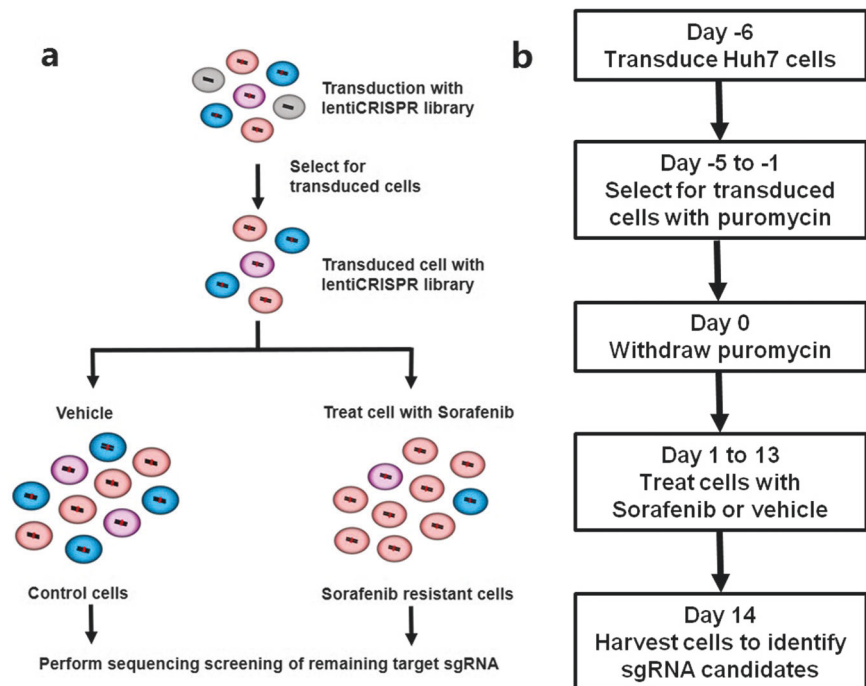 a
Transduction with
lentiCRISPR library
Select for
transduced cells
Transduced cell with
lentiCRISPR library
Vehicle
Treat cell with Sorafenib
Control cells
Sorafenib resistant cells
Perform sequencing screening of remaining target sgRNA
b
Day -6
Transduce Huh7 cells
Day -5 to -1
Select for transduced
cells with puromycin
Day 0
Withdraw puromycin
Day 1 to 13
Treat cells with
Sorafenib or vehicle
Day 14
Harvest cells to identify
sgRNA candidates